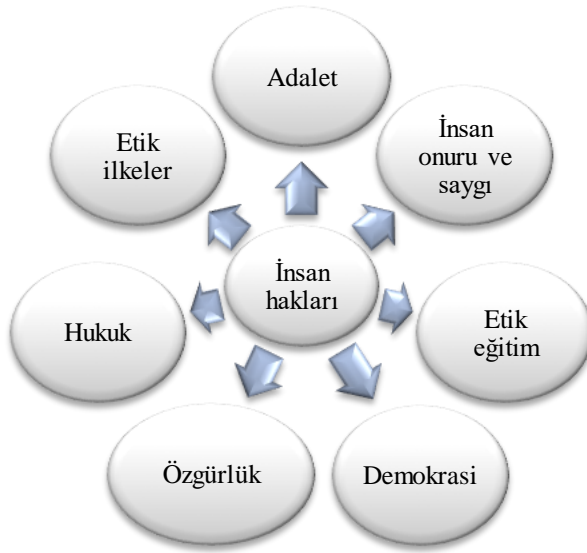 Adalet
İnsan
onuru ve
saygı
Etik
eğitim
Demokrasi
Özgürlük
Hukuk
Etik
ilkeler
İnsan
hakları